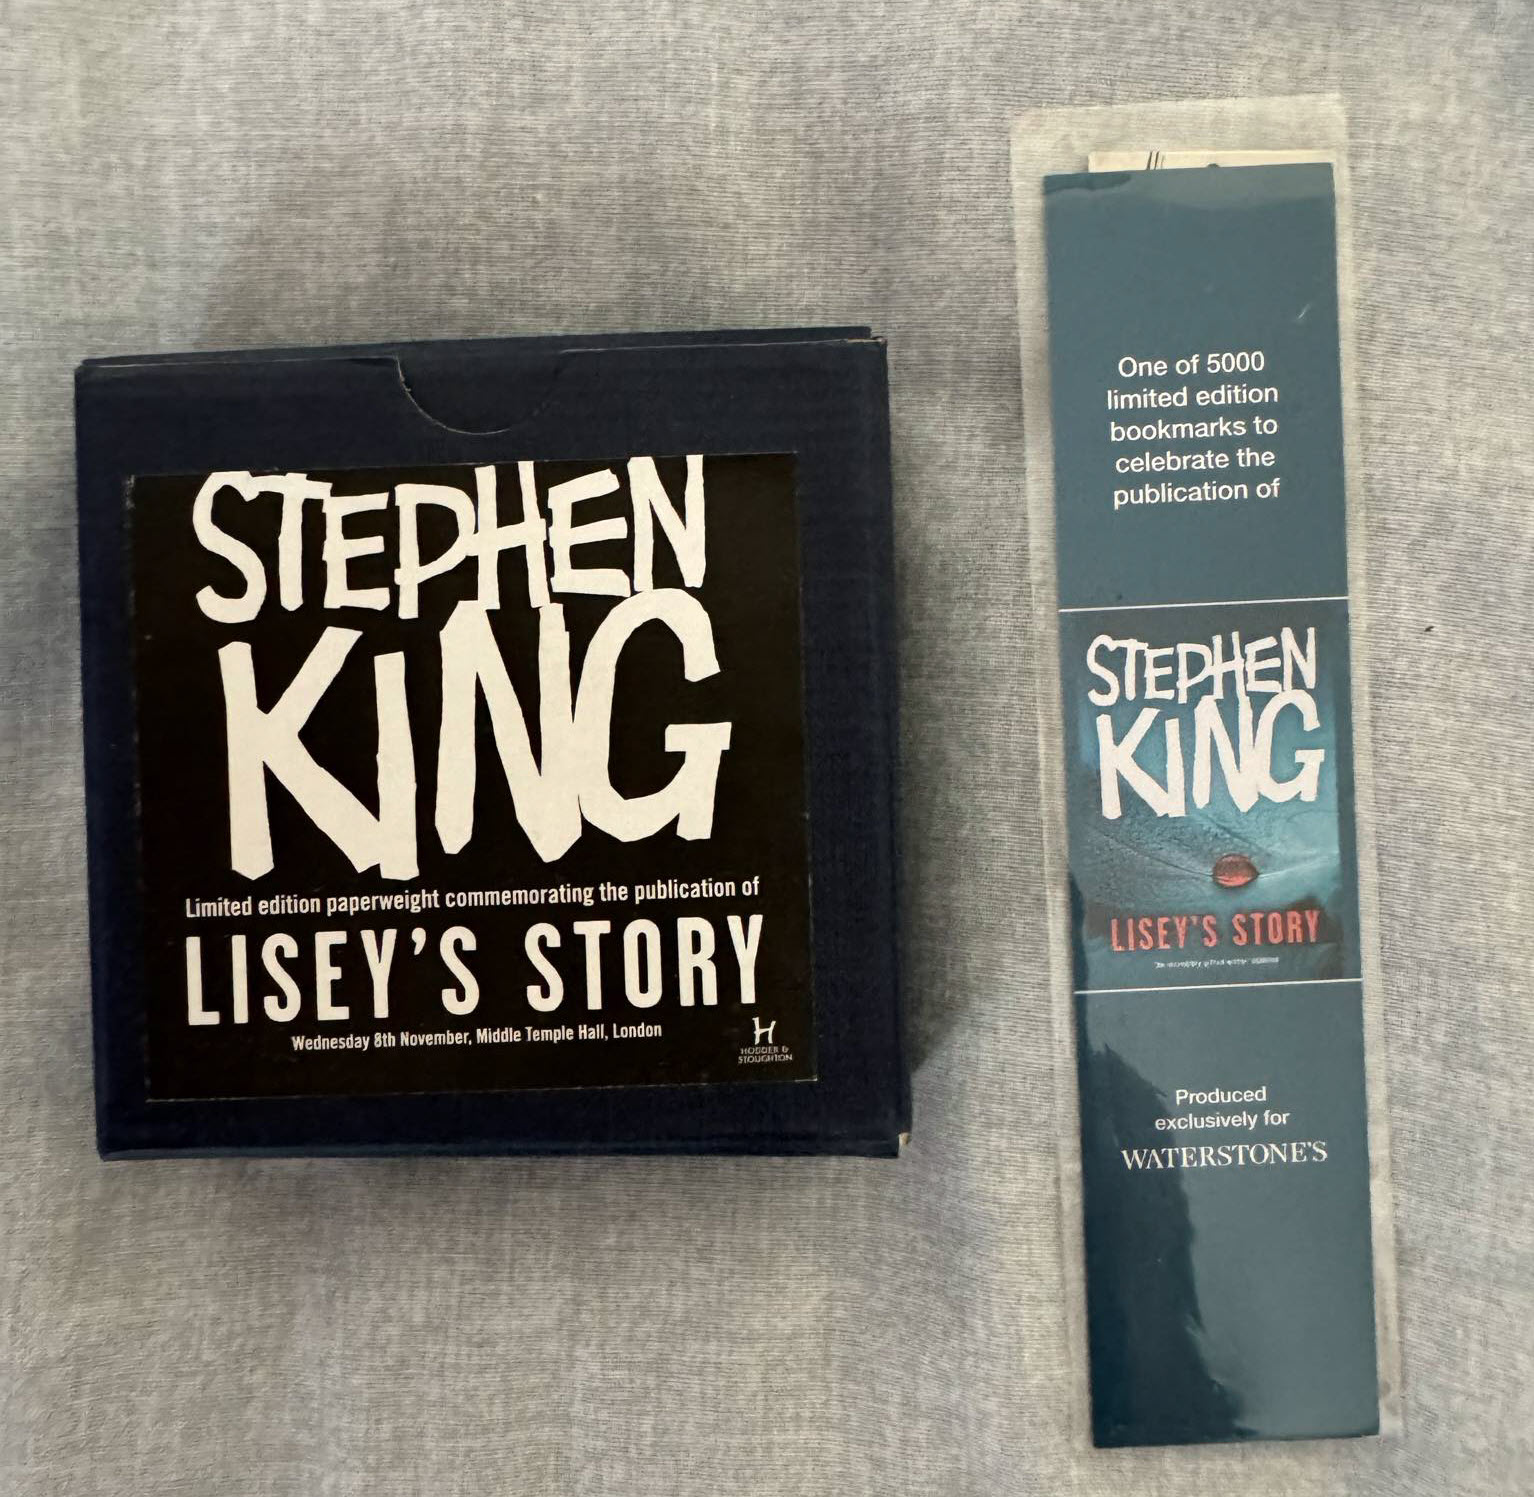 STEPHEN
KING
Limited edition paperweight commemorating the publication of
LISEY'S STORY
Wednesday 8th November, Middle Temple Hall, London
H
HODDER &
STOUGHTON
One of 5000
limited edition
bookmarks to
celebrate the
publication of
STEPHEN
KING
LISEY'S STORY
Produced
exclusively for
WATERSTONE'S